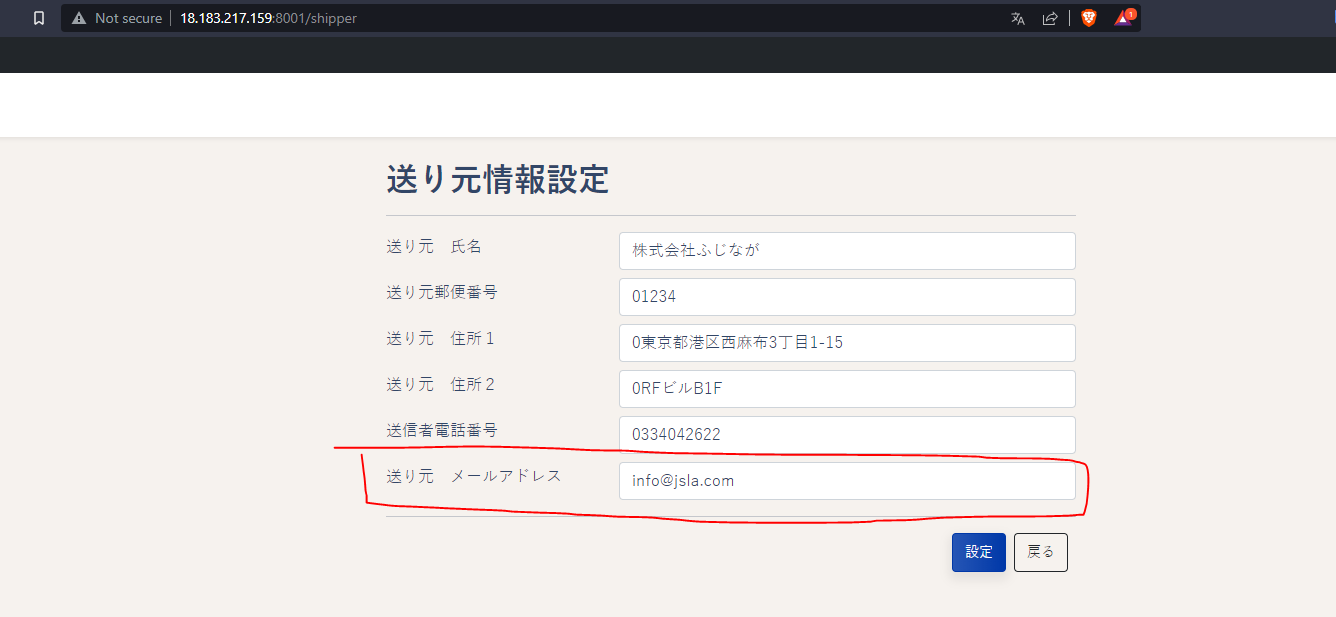 Not secure 18.183.217.159:8001/shipper
1
送り元情報設定
送り元 氏名 株式会社ふじなが
送り元郵便番号 01234
送り元 住所１ 0東京都港区西麻布3丁目1-15
送り元 住所２ 0RFビルB1F
送信者電話番号 0334042622
送り元 メールアドレス info@jsla.com
設定 戻る